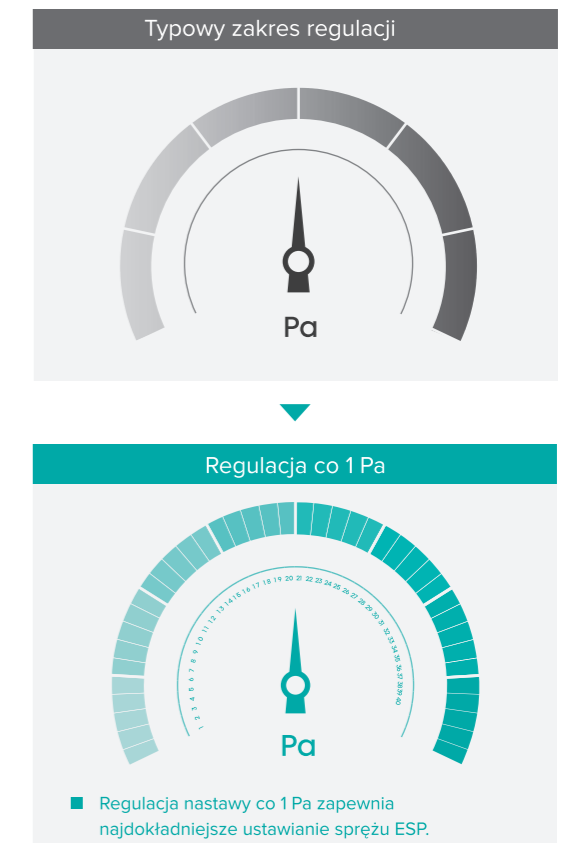 Typowy zakres regulacji
Pa
Regulacja co 1 Pa
1 2 3 4 5 6 7 8 9 10 11 12 13 14 15 16 17 18 19 20 21 22 23 24 25 26 27 28 29 30 31 32 33 34 35 36 37 38 39 40
Pa
Regulacja nastawy co 1 Pa zapewnia
najdokładniejsze ustawianie sprężu ESP.